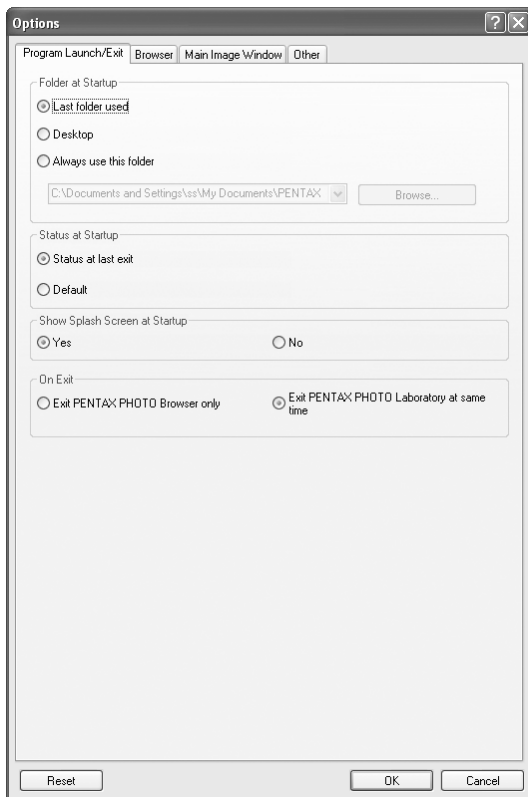 Options
Program Launch/Exit Browser Main Image Window Other
Folder at Startup
Last folder used
Desktop
Always use this folder
C:\Documents and Settings\ss\My Documents\PENTAX Browse...
Status at Startup
Status at last exit
Default
Show Splash Screen at Startup
Yes No
On Exit
Exit PENTAX PHOTO Browser only Exit PENTAX PHOTO Laboratory at same
time
Reset OK Cancel